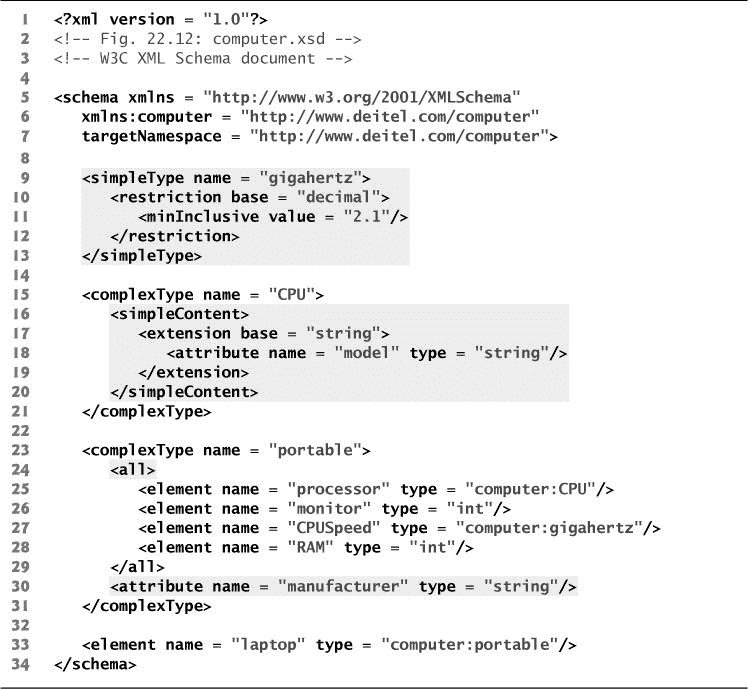 1 <?xml version = "1.0"?>
2 <!-- Fig. 22.12: computer.xsd -->
3 <!-- W3C XML Schema document -->
4
5 <schema xmlns = "http://www.w3.org/2001/XMLSchema"
6 xmlns:computer = "http://www.deitel.com/computer"
7 targetNamespace = "http://www.deitel.com/computer">
8
9 <simpleType name = "gigahertz">
10 <restriction base = "decimal">
11 <minInclusive value = "2.1"/>
12 </restriction>
13 </simpleType>
14
15 <complexType name = "CPU">
16 <simpleContent>
17 <extension base = "string">
18 <attribute name = "model" type = "string"/>
19 </extension>
20 </simpleContent>
21 </complexType>
22
23 <complexType name = "portable">
24 <all>
25 <element name = "processor" type = "computer:CPU"/>
26 <element name = "monitor" type = "int"/>
27 <element name = "CPUSpeed" type = "computer:gigahertz"/>
28 <element name = "RAM" type = "int"/>
29 </all>
30 <attribute name = "manufacturer" type = "string"/>
31 </complexType>
32
33 <element name = "laptop" type = "computer:portable"/>
34 </schema>